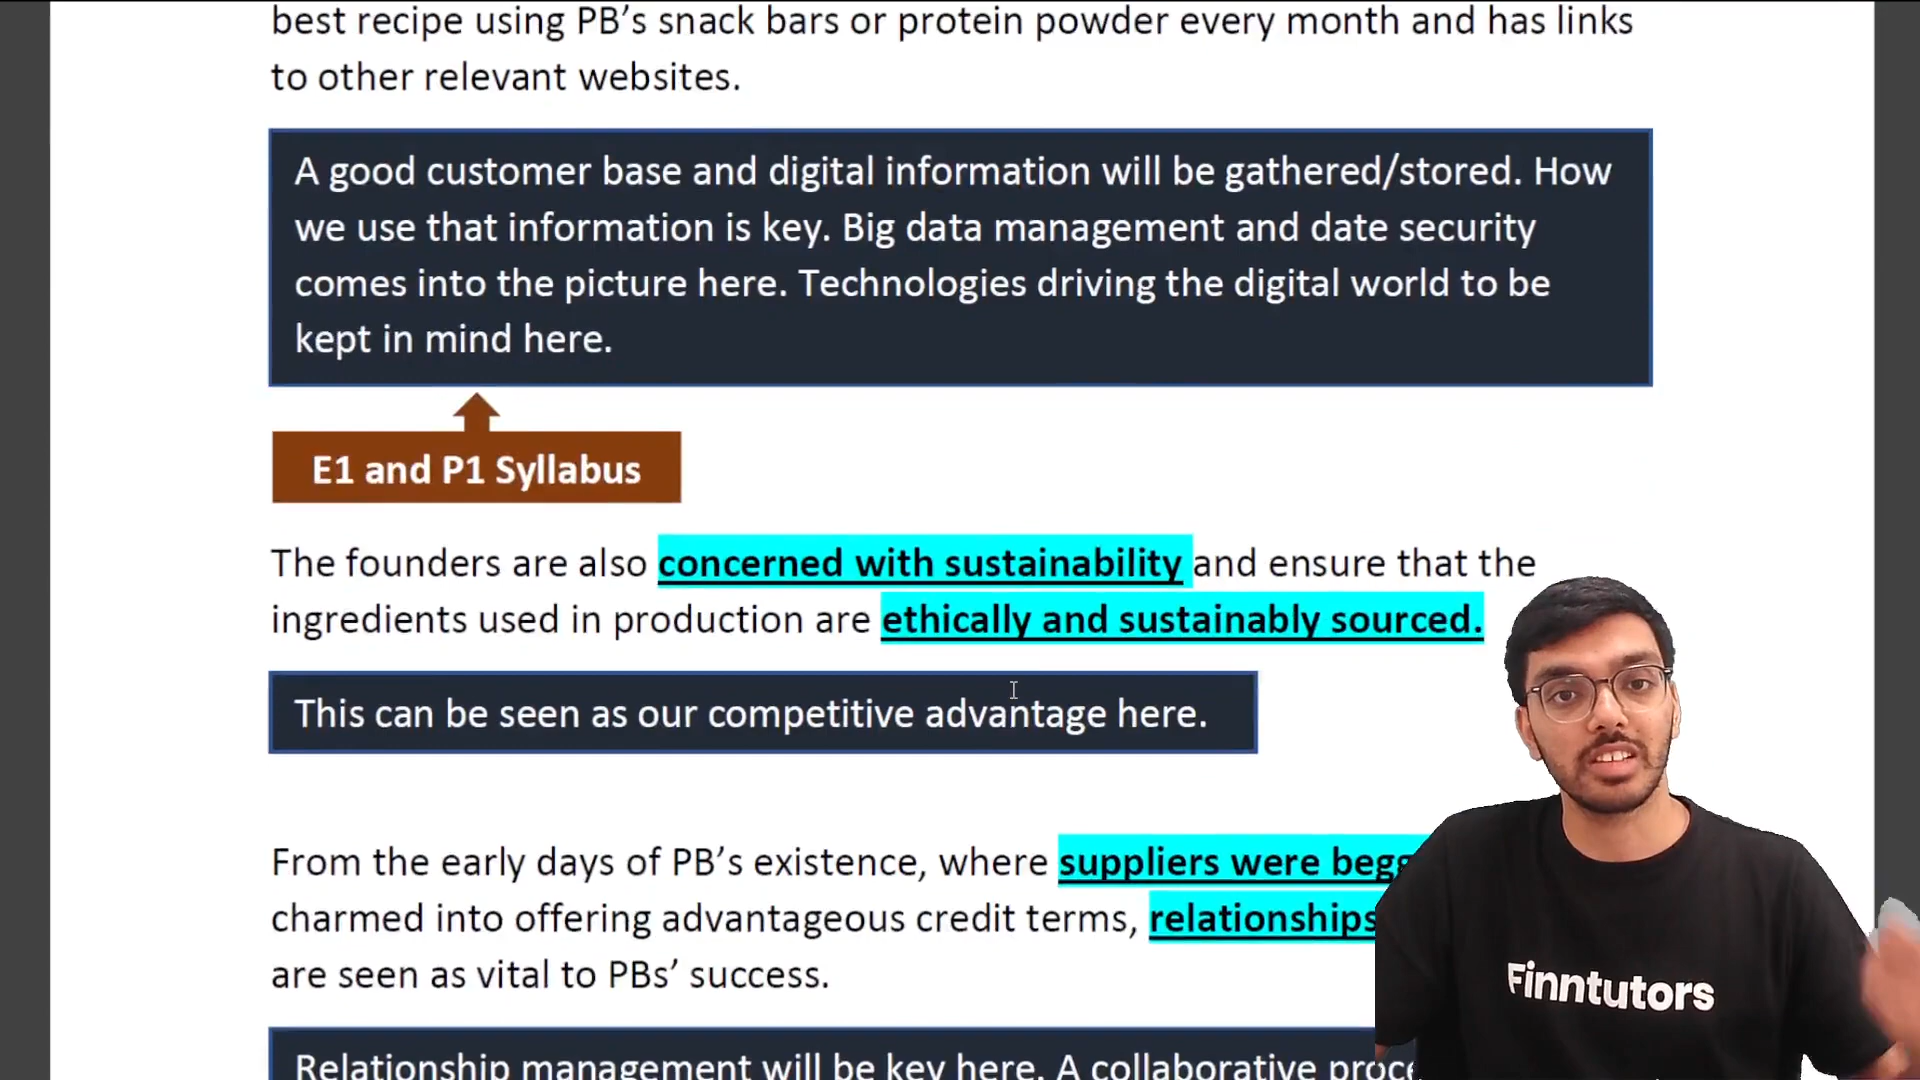 best recipe using PB’s snack bars or protein powder every month and has links
to other relevant websites.
A good customer base and digital information will be gathered/stored. How
we use that information is key. Big data management and date security
comes into the picture here. Technologies driving the digital world to be
kept in mind here.
E1 and P1 Syllabus
The founders are also concerned with sustainability and ensure that the
ingredients used in production are ethically and sustainably sourced.
This can be seen as our competitive advantage here.
From the early days of PB’s existence, where suppliers were
charmed into offering advantageous credit terms, relationships
are seen as vital to PBs’ success.
Relationship management will be key here. A collaborative
Finntutors